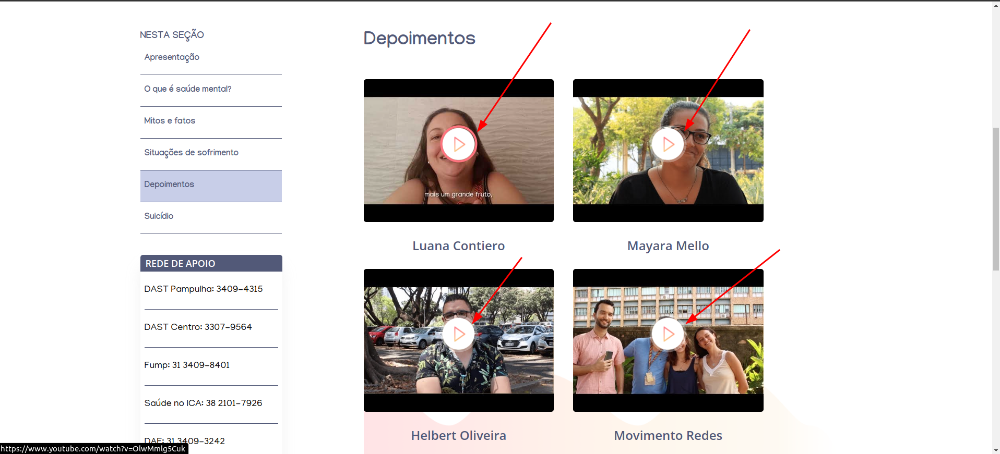 NESTA SEÇÃO
Apresentação
O que é saúde mental?
Mitos e fatos
Situações de sofrimento
Depoimentos
Suicídio
REDE DE APOIO
DAST Pampulha: 3409-4315
DAST Centro: 3307-9564
Fump: 31 3409-8401
Saúde no ICA: 38 2101-7926
DAE: 31 3409-3242
https://www.youtube.com/watch?v=OlwMmlg5Cuk
Depoimentos
mais um grande fruto,
Luana Contiero
Mayara Mello
Helbert Oliveira
Movimento Redes